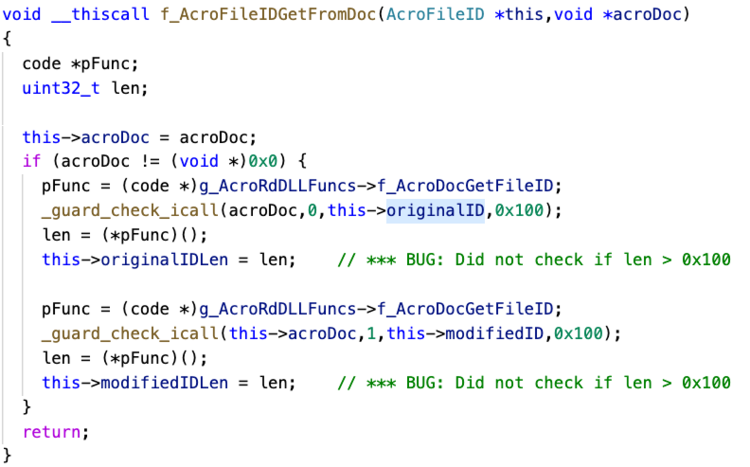 void __thiscall f_AcroFileIDGetFromDoc(AcroFileID *this,void *acroDoc)
{
  code *pFunc;
  uint32_t len;

  this->acroDoc = acroDoc;
  if (acroDoc != (void *)0x0) {
    pFunc = (code *)g_AcroRdDLLFuncs->f_AcroDocGetFileID;
    _guard_check_icall(acroDoc,0,this->originalID,0x100);
    len = (*pFunc)();
    this->originalIDLen = len;    // *** BUG: Did not check if len > 0x100

    pFunc = (code *)g_AcroRdDLLFuncs->f_AcroDocGetFileID;
    _guard_check_icall(this->acroDoc,1,this->modifiedID,0x100);
    len = (*pFunc)();
    this->modifiedIDLen = len;    // *** BUG: Did not check if len > 0x100
  }
  return;
}